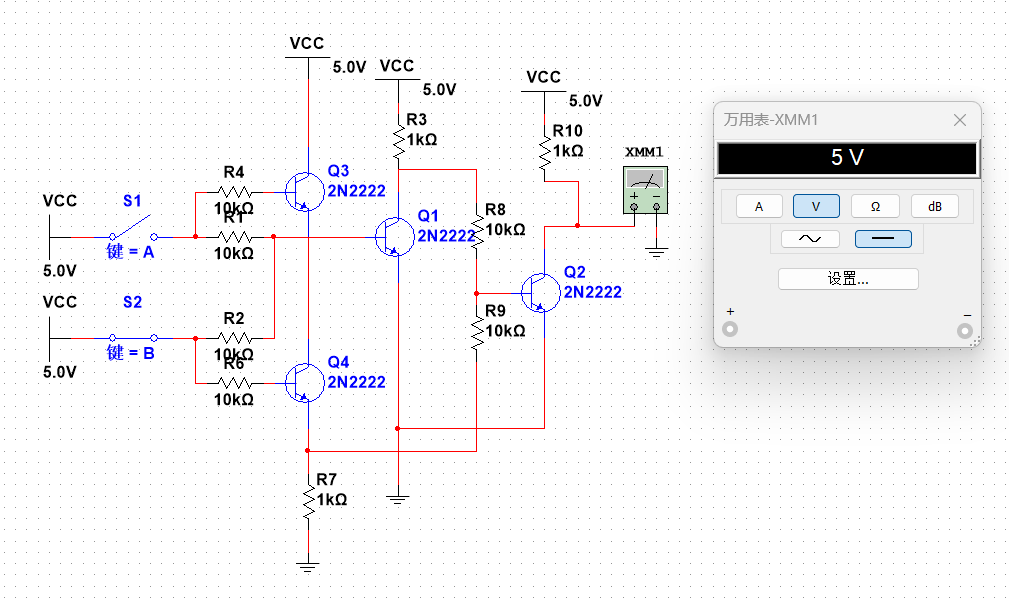 VCC
5.0V
VCC
5.0V
VCC
5.0V
R3
1kΩ
R10
1kΩ
XMM1
万用表-XMM1
5 V
A
V
Ω
dB
设置...
+
−
R4
10kΩ
Q3
2N2222
VCC
5.0V
S1
键 = A
R1
10kΩ
Q1
2N2222
R8
10kΩ
Q2
2N2222
VCC
5.0V
S2
键 = B
R2
10kΩ
R9
10kΩ
R6
10kΩ
Q4
2N2222
R7
1kΩ